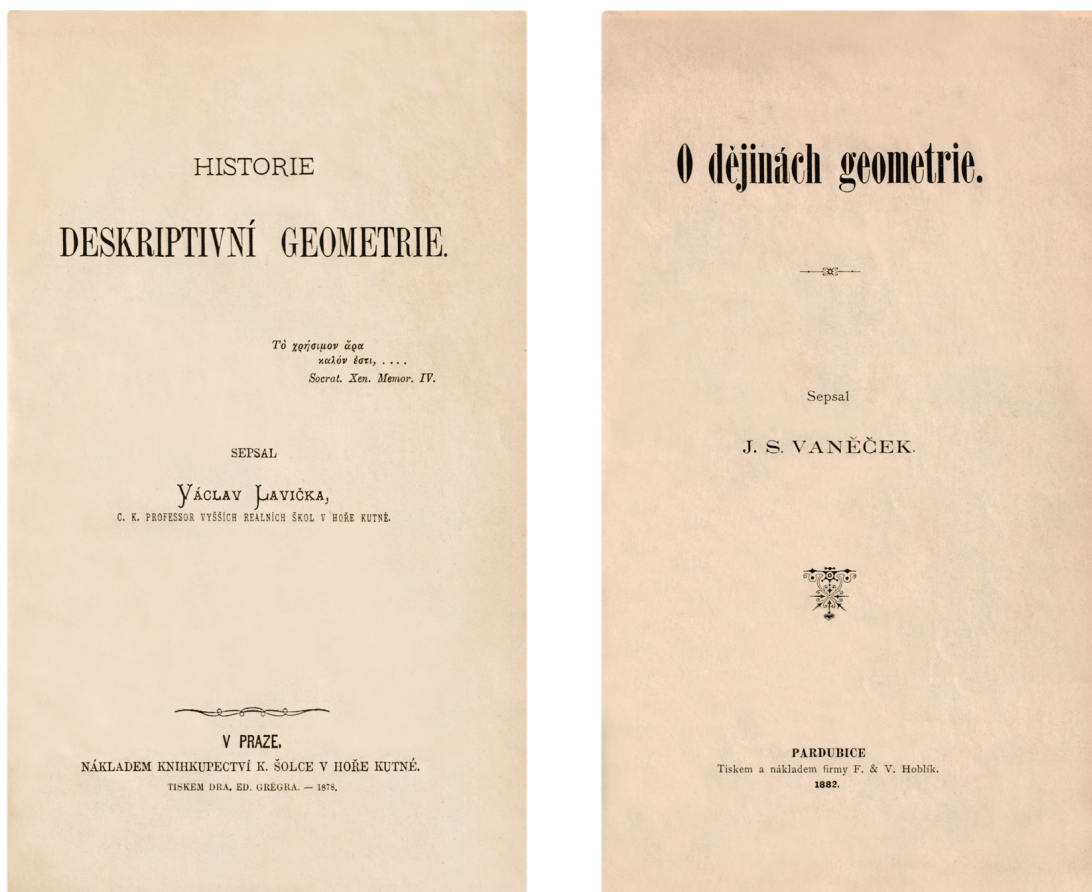 HISTORIE
DESKRIPTIVNÍ GEOMETRIE.
Τὸ χρήσιμον ἄρα
καλόν ἐστι, . . . .
Socrat. Xen. Memor. IV.
SEPSAL
VÁCLAV LAVIČKA,
C. K. PROFESSOR VYŠŠÍCH REALNÍCH ŠKOL V HOŘE KUTNÉ.
V PRAZE.
NÁKLADEM KNIHKUPECTVÍ K. ŠOLCE V HOŘE KUTNÉ.
TISKEM DRA. ED. GRÉGRA. — 1878.
O dějinách geometrie.
Sepsal
J. S. VANĚČEK.
PARDUBICE
Tiskem a nákladem firmy F. & V. Hoblík.
1882.